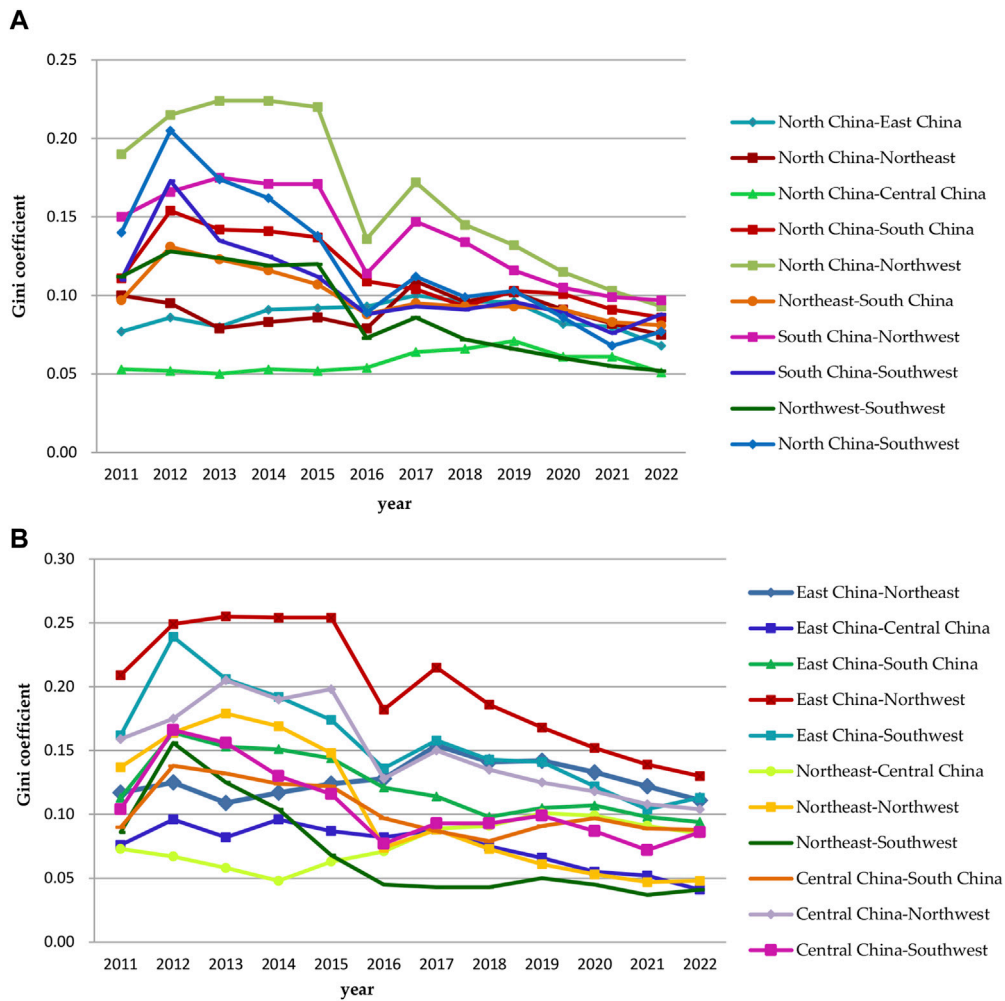 A
0.25
0.20
0.15
0.10
0.05
0.00
Gini coefficient
2011 2012 2013 2014 2015 2016 2017 2018 2019 2020 2021 2022
year
North China-East China
North China-Northeast
North China-Central China
North China-South China
North China-Northwest
Northeast-South China
South China-Northwest
South China-Southwest
Northwest-Southwest
North China-Southwest
B
0.30
0.25
0.20
0.15
0.10
0.05
0.00
Gini coefficient
2011 2012 2013 2014 2015 2016 2017 2018 2019 2020 2021 2022
year
East China-Northeast
East China-Central China
East China-South China
East China-Northwest
East China-Southwest
Northeast-Central China
Northeast-Northwest
Northeast-Southwest
Central China-South China
Central China-Northwest
Central China-Southwest